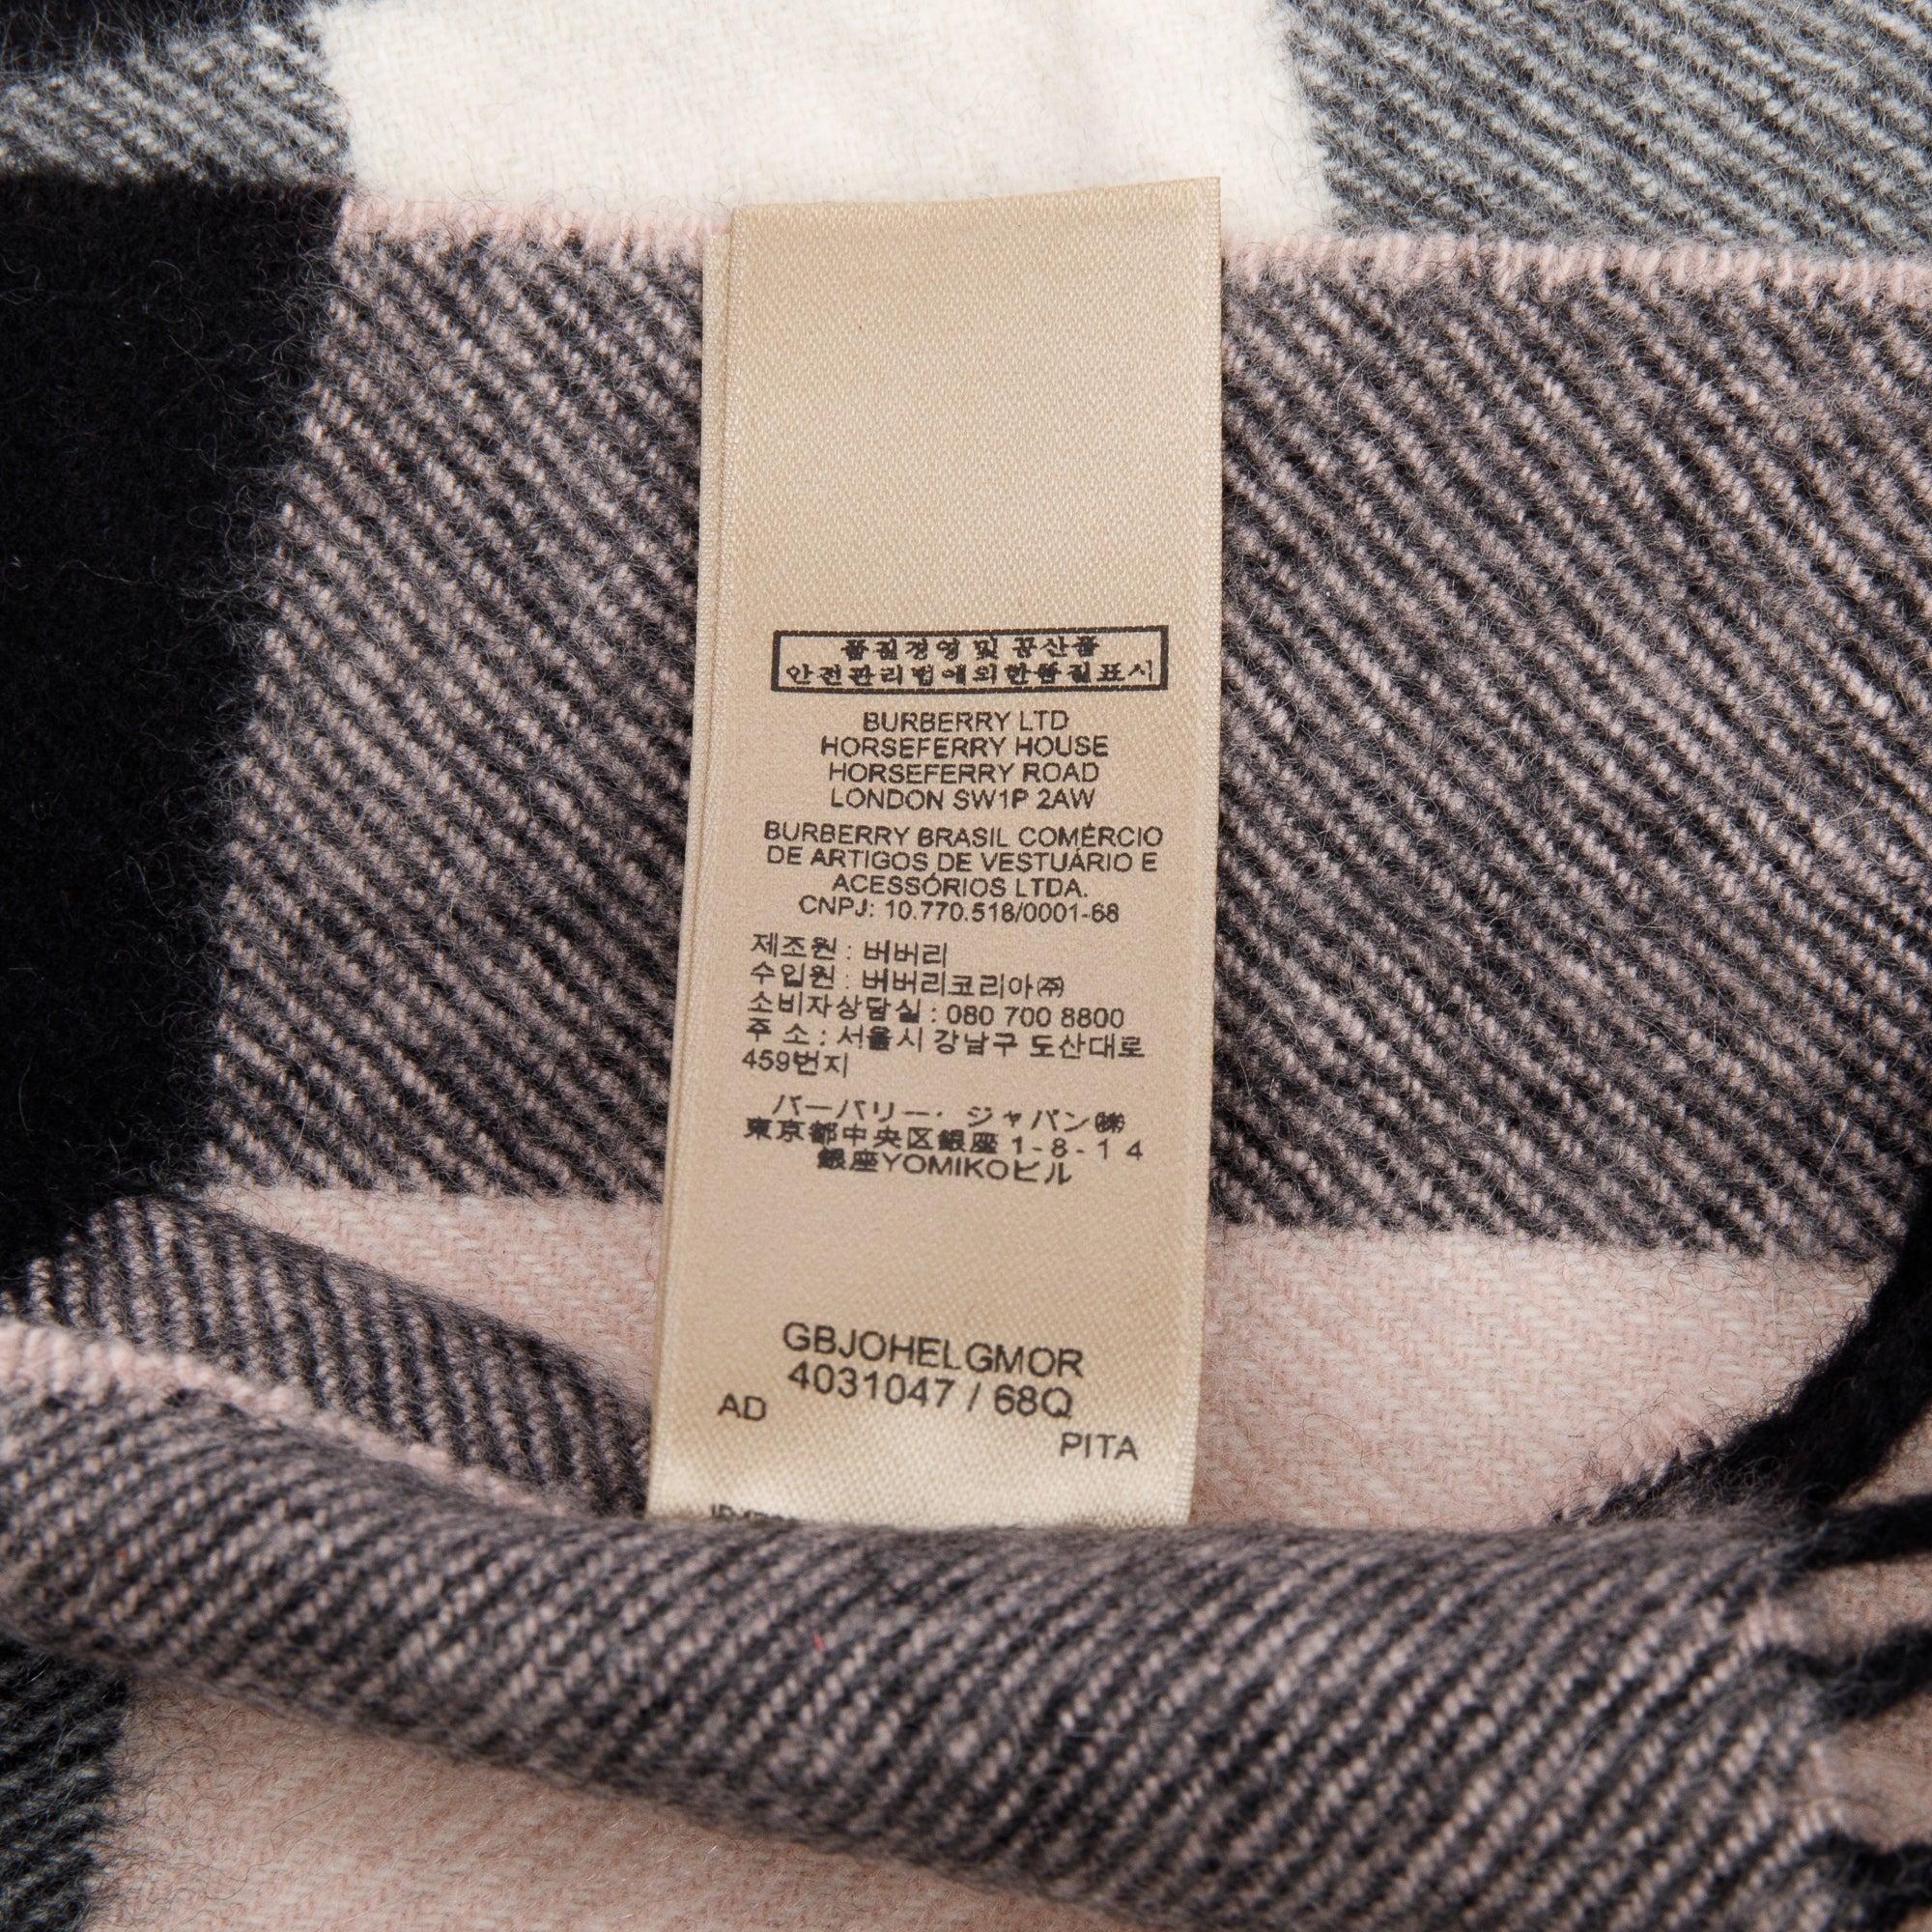 품질경영 및 공산품
안전관리법에의한품질표시
BURBERRY LTD
HORSEFERRY HOUSE
HORSEFERRY ROAD
LONDON SW1P 2AW
BURBERRY BRASIL COMÉRCIO
DE ARTIGOS DE VESTUÁRIO E
ACESSÓRIOS LTDA.
CNPJ: 10.770.518/0001-68
제조원 : 버버리
수입원 : 버버리코리아㈜
소비자상담실 : 080 700 8800
주 소 : 서울시 강남구 도산대로
459번지
バーバリー・ジャパン㈱
東京都中央区銀座 1-8-14
銀座YOMIKOビル
GBJOHELGMOR
4031047 / 68Q
AD
PITA